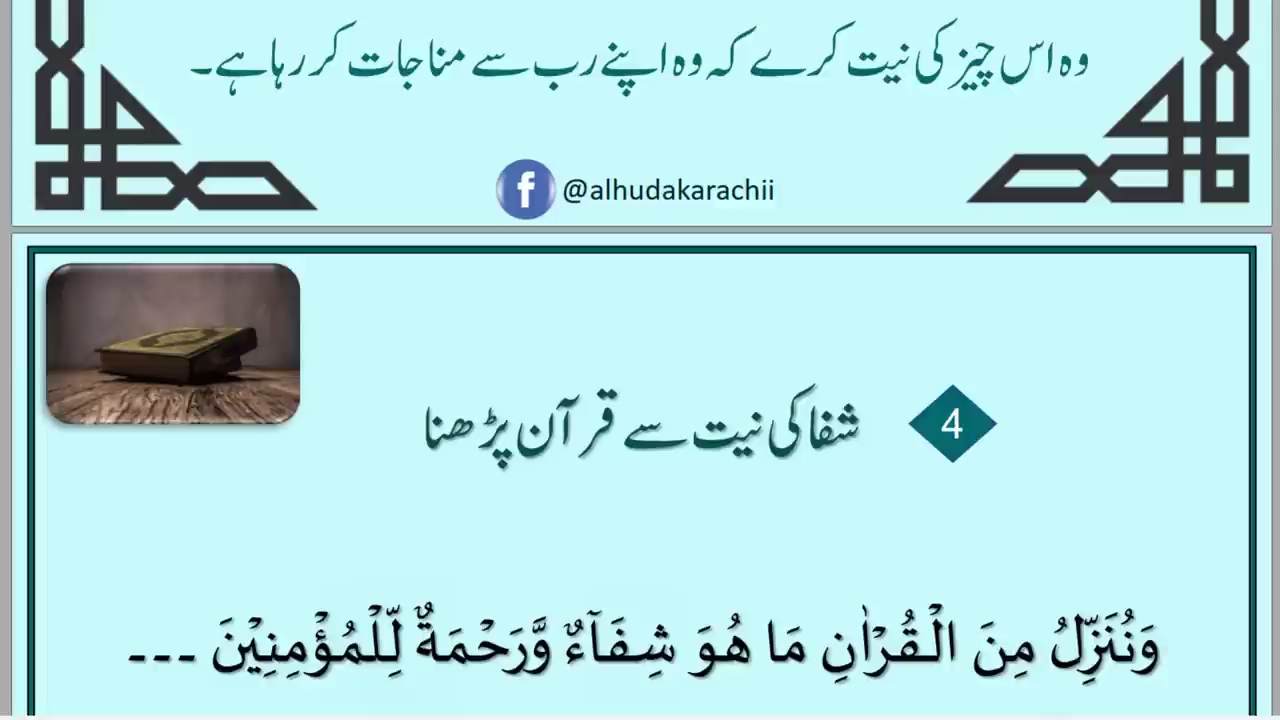 وہ اس چیز کی نیت کرے کہ وہ اپنے رب سے مناجات کر رہا ہے۔
@alhudakarachii
4 شفا کی نیت سے قرآن پڑھنا
وَنُنَزِّلُ مِنَ الْقُرْاٰنِ مَا هُوَ شِفَآءٌ وَّرَحْمَةٌ لِّلْمُؤْمِنِيْنَ ۔۔۔